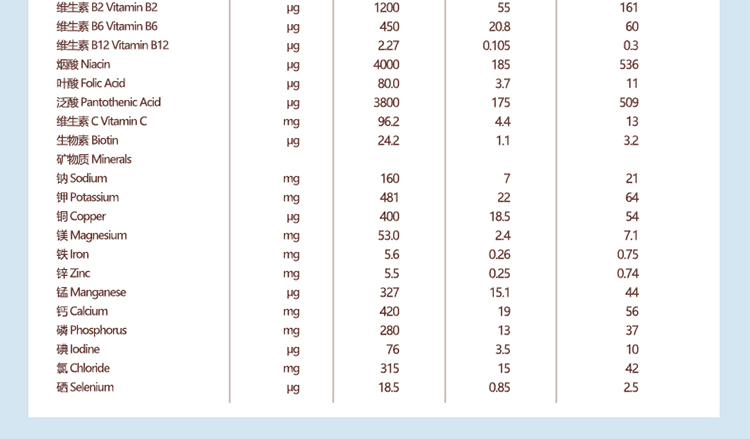 维生素 B2 Vitamin B2 μg 1200 55 161
维生素 B6 Vitamin B6 μg 450 20.8 60
维生素 B12 Vitamin B12 μg 2.27 0.105 0.3
烟酸 Niacin μg 4000 185 536
叶酸 Folic Acid μg 80.0 3.7 11
泛酸 Pantothenic Acid μg 3800 175 509
维生素 C Vitamin C mg 96.2 4.4 13
生物素 Biotin μg 24.2 1.1 3.2
矿物质 Minerals
钠 Sodium mg 160 7 21
钾 Potassium mg 481 22 64
铜 Copper μg 400 18.5 54
镁 Magnesium mg 53.0 2.4 7.1
铁 Iron mg 5.6 0.26 0.75
锌 Zinc mg 5.5 0.25 0.74
锰 Manganese μg 327 15.1 44
钙 Calcium mg 420 19 56
磷 Phosphorus mg 280 13 37
碘 Iodine μg 76 3.5 10
氯 Chloride mg 315 15 42
硒 Selenium μg 18.5 0.85 2.5